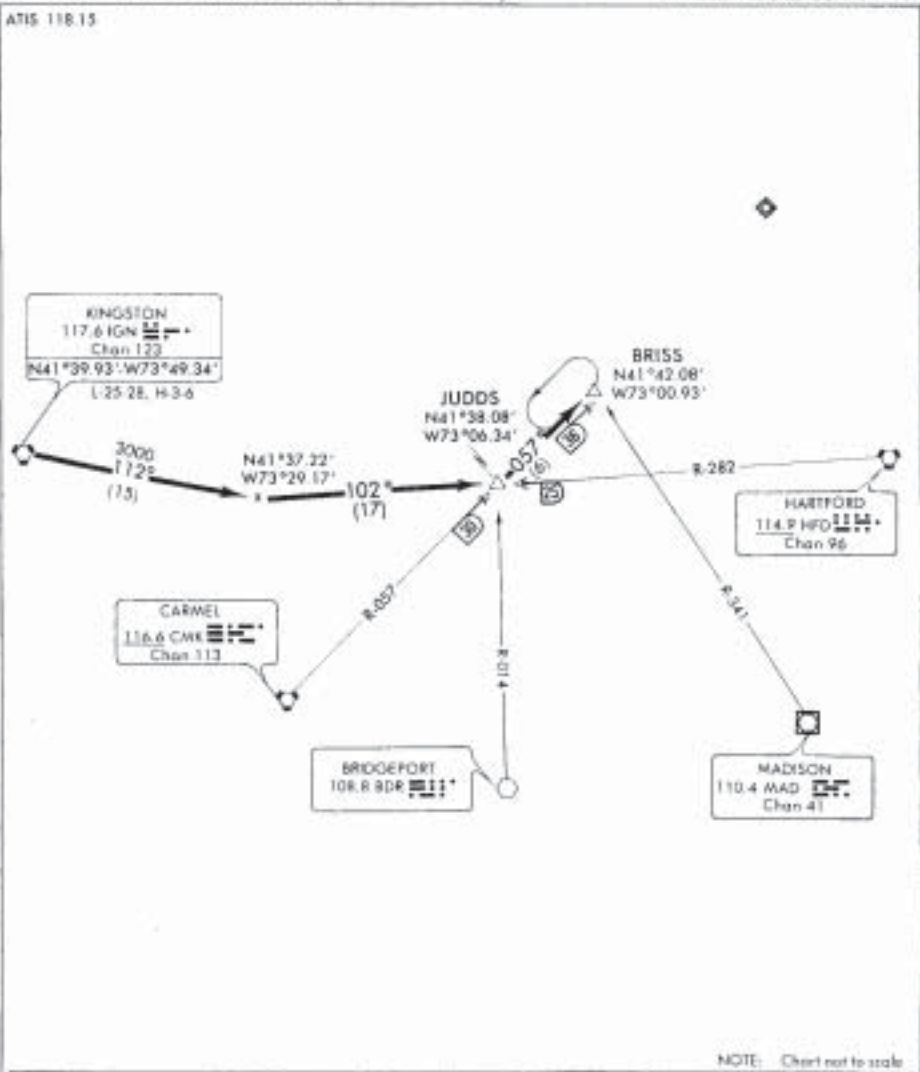 ATIS 118.15
KINGSTON
117.6 IGN
Chan 123
N41°39.93'-W73°49.34'
L-25-28, H-3-6
3000
112°
(15)
N41°37.22'
W73°29.17'
102°
(17)
JUDDS
N41°38.08'
W73°06.34'
BRISS
N41°42.08'
W73°00.93'
057
(6)
36
25
30
R-282
HARTFORD
114.9 HFD
Chan 96
R-057
CARMEL
116.6 CMK
Chan 113
R-014
R-341
BRIDGEPORT
108.8 BDR
MADISON
110.4 MAD
Chan 41
NOTE: Chart not to scale